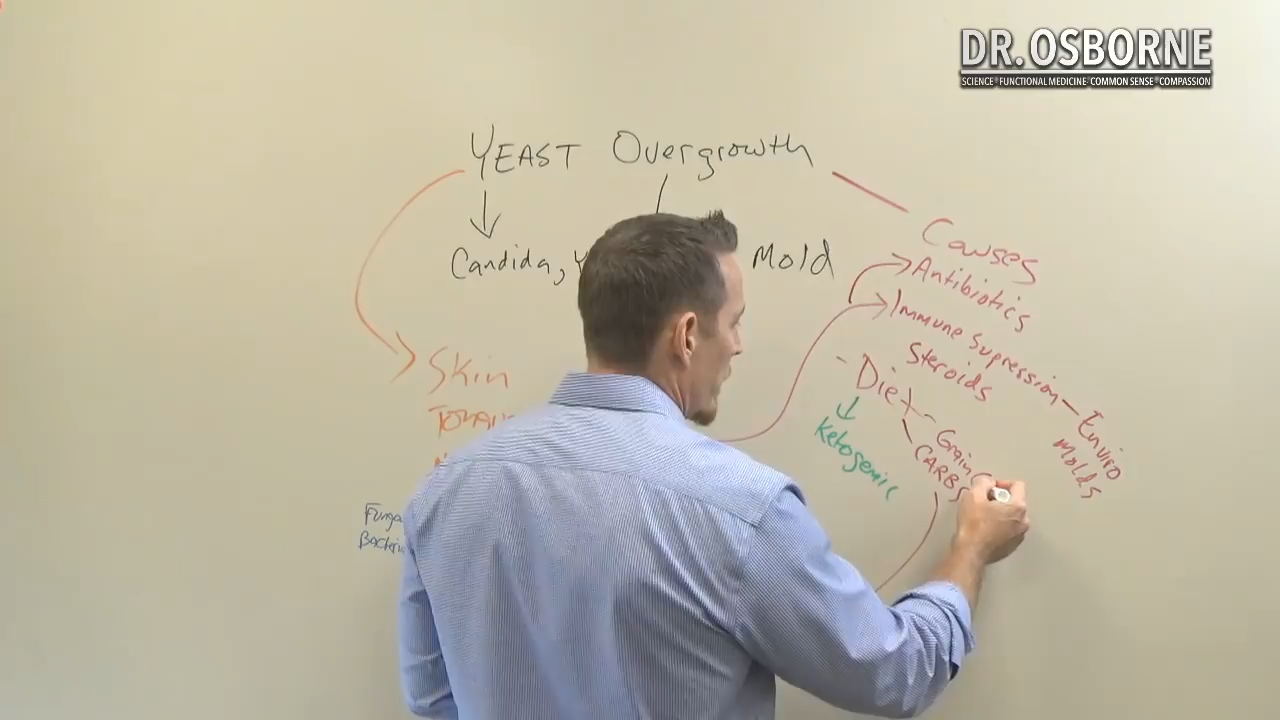 DR. OSBORNE
SCIENCE * FUNCTIONAL MEDICINE * COMMON SENSE * COMPASSION
YEAST Overgrowth
Candida,
Mold
Causes
Antibiotics
Immune Supression - Enviro
Molds
Steroids
- Diet - Grain
CARBS
Ketogenic
Skin
Bacteri